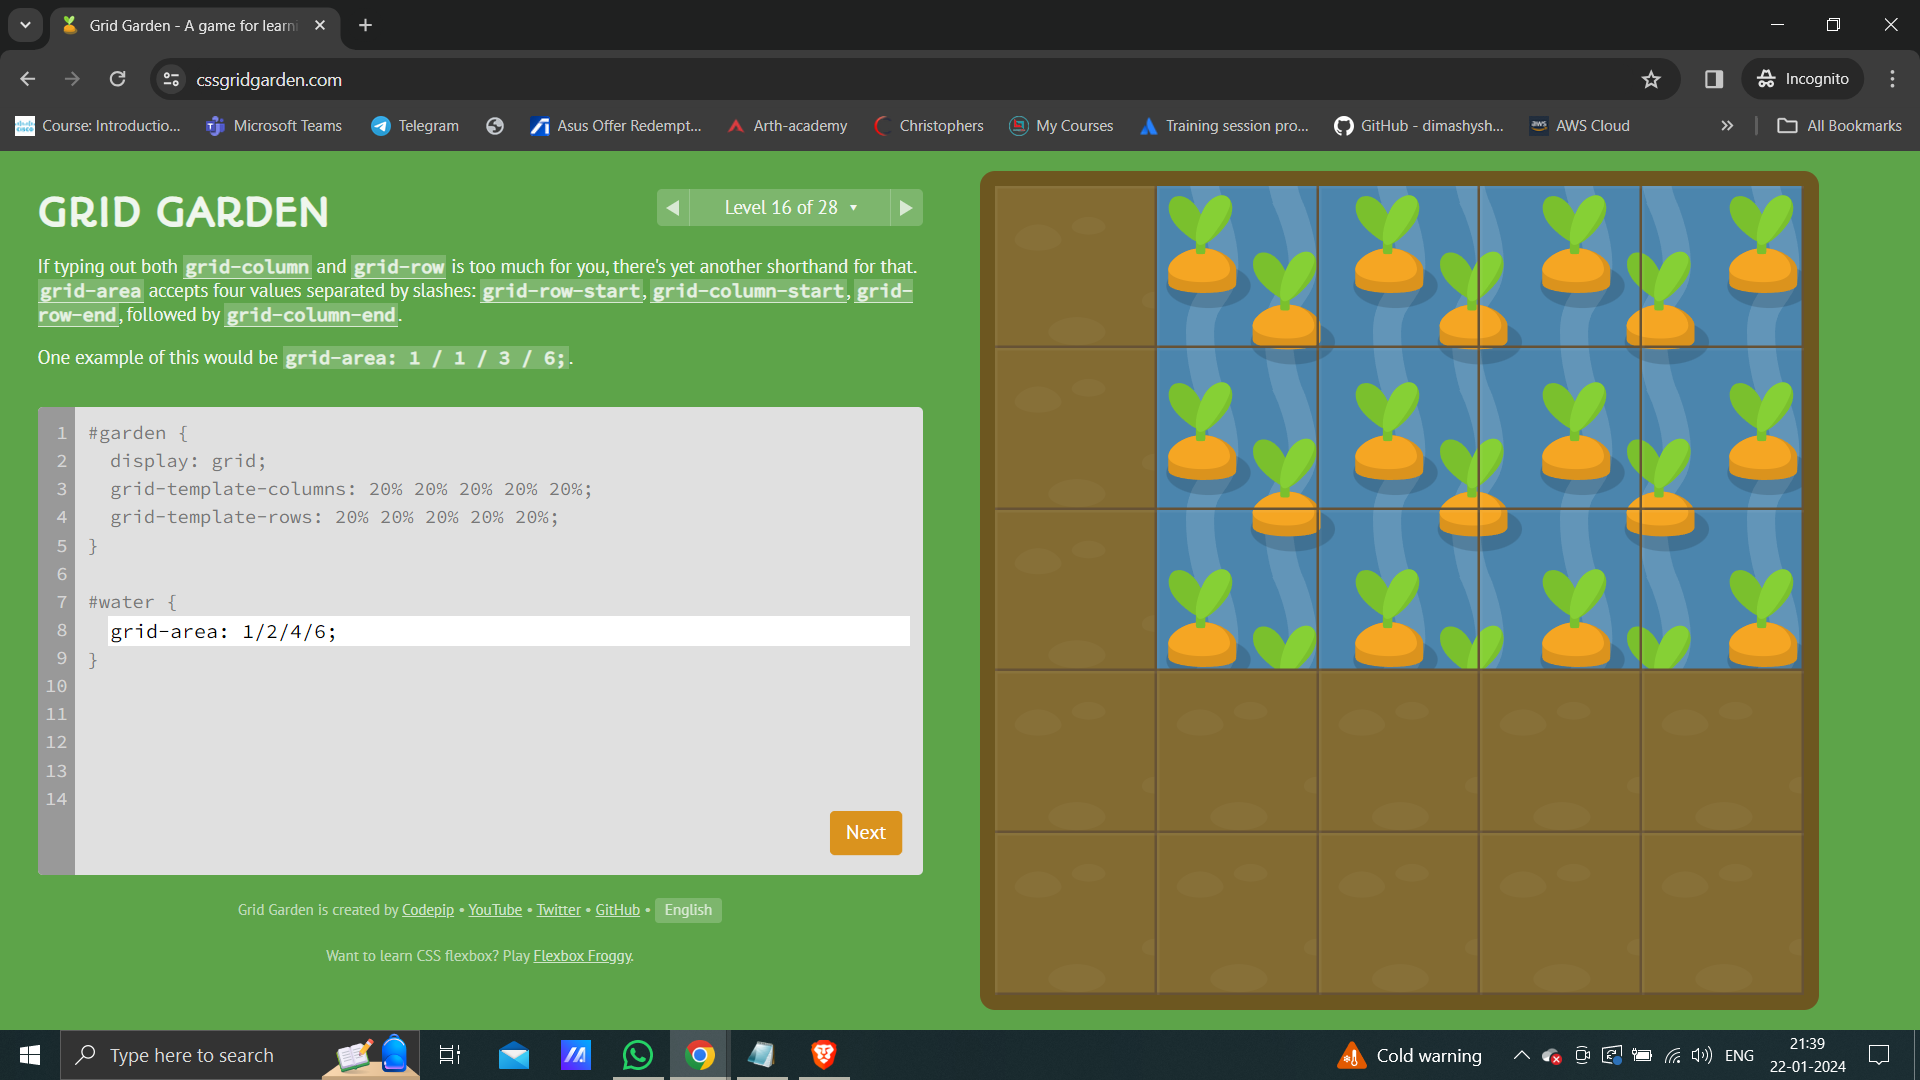 Grid Garden - A game for learni
cssgridgarden.com
Incognito
Course: Introductio...
Microsoft Teams
Telegram
Asus Offer Redempt...
Arth-academy
Christophers
My Courses
Training session pro...
GitHub - dimashysh...
AWS Cloud
All Bookmarks
GRID GARDEN
Level 16 of 28
If typing out both grid-column and grid-row is too much for you, there's yet another shorthand for that.
grid-area accepts four values separated by slashes: grid-row-start, grid-column-start, grid-
row-end, followed by grid-column-end.
One example of this would be grid-area: 1 / 1 / 3 / 6;.
1 #garden {
2 display: grid;
3 grid-template-columns: 20% 20% 20% 20% 20%;
4 grid-template-rows: 20% 20% 20% 20% 20%;
5 }
6
7 #water {
8 grid-area: 1/2/4/6;
9 }
10
11
12
13
14
Next
Grid Garden is created by Codepip • YouTube • Twitter • GitHub • English
Want to learn CSS flexbox? Play Flexbox Froggy.
Type here to search
Cold warning
ENG
21:39
22-01-2024